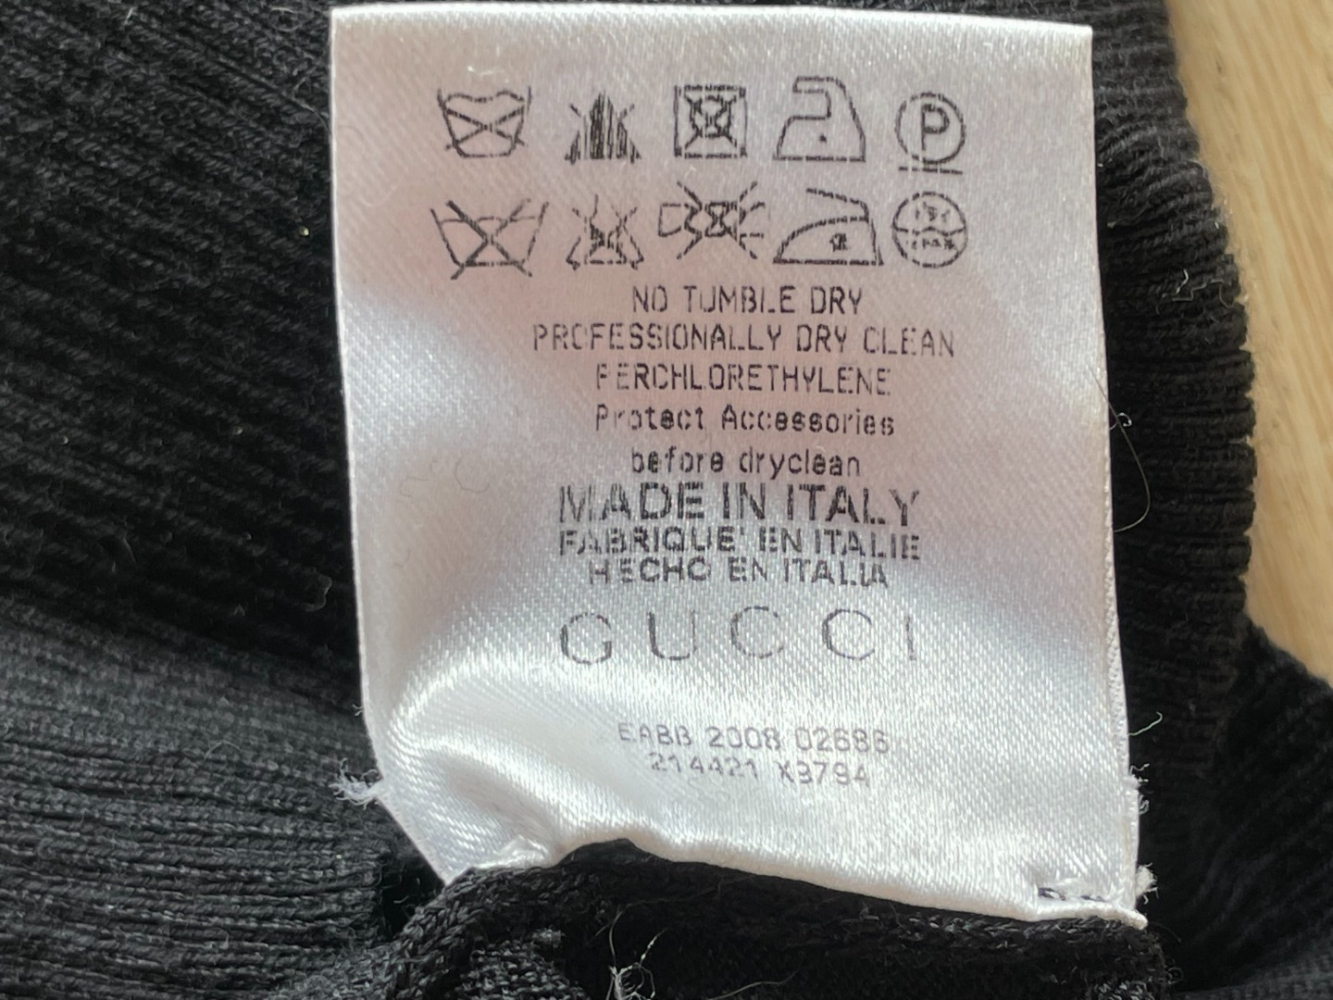 P
NO TUMBLE DRY
PROFESSIONALLY DRY CLEAN
PERCHLORETHYLENE
Protect Accessories
before dryclean
MADE IN ITALY
FABRIQUE' EN ITALIE
HECHO EN ITALIA
GUCCI
EABB 2008 02686
214421 X3794